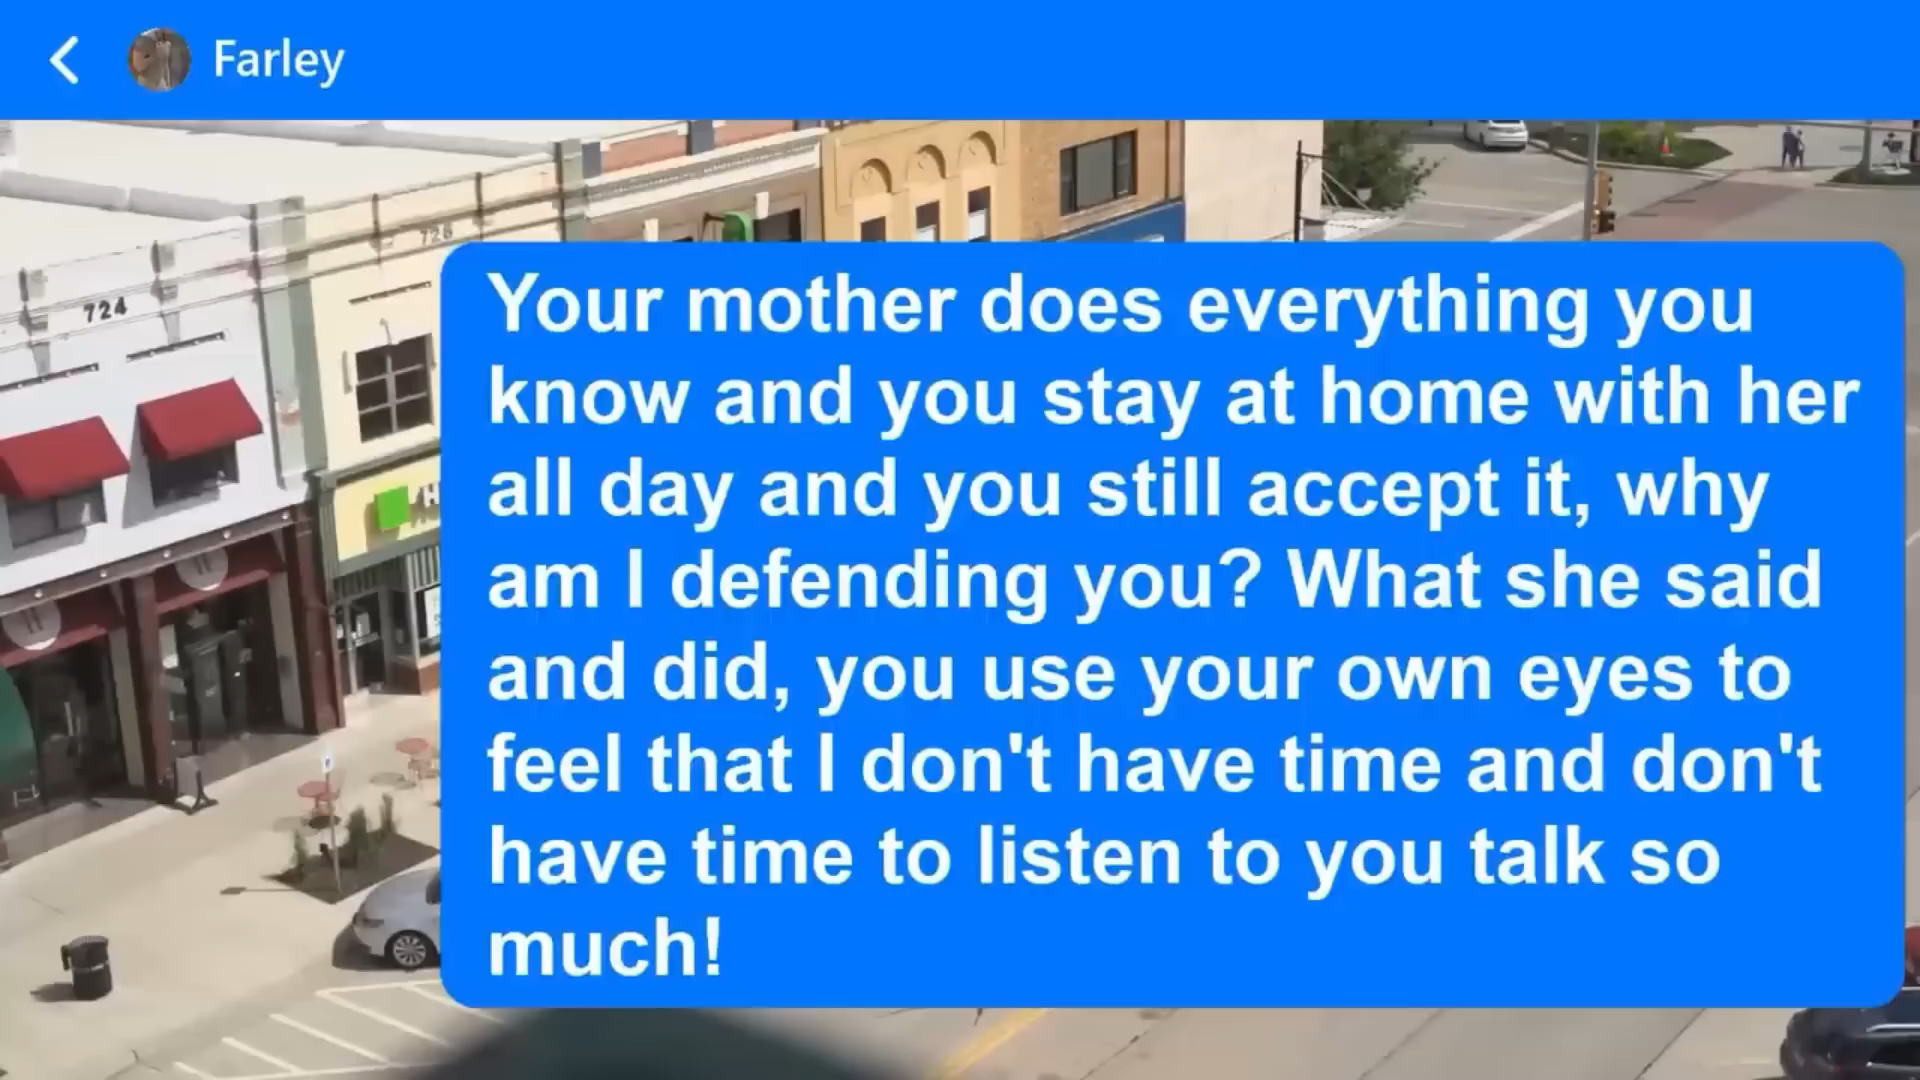 Farley
724
726
H
Your mother does everything you
know and you stay at home with her
all day and you still accept it, why
am I defending you? What she said
and did, you use your own eyes to
feel that I don't have time and don't
have time to listen to you talk so
much!